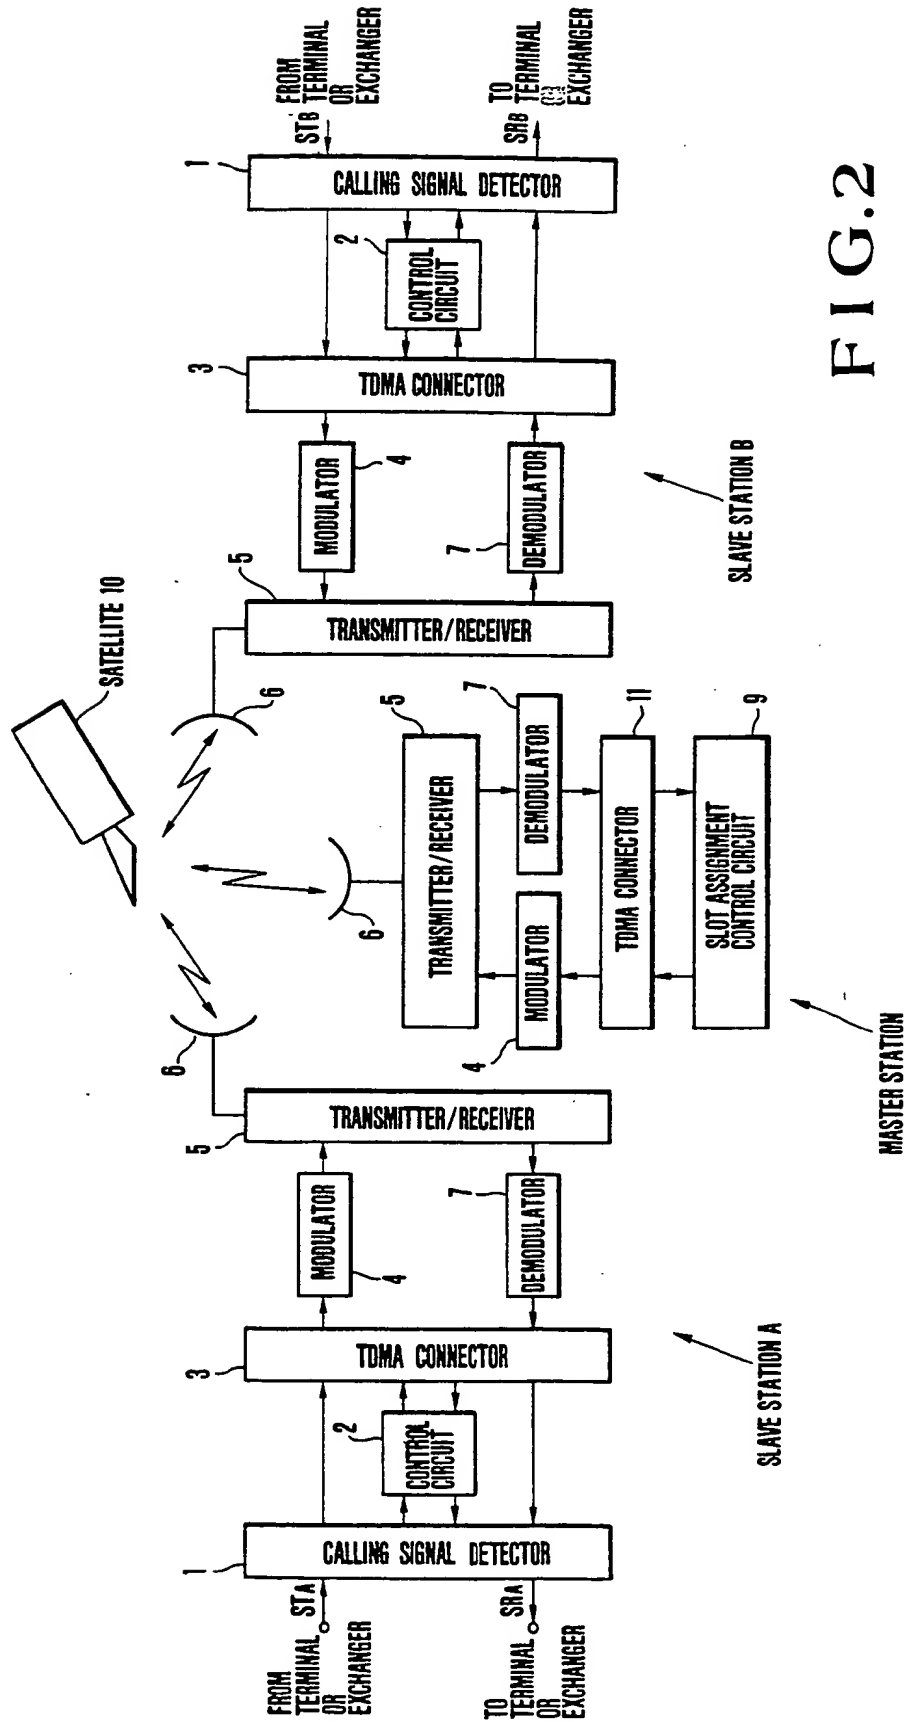 SATELLITE 10
6
6
6
5
TRANSMITTER/RECEIVER
5
TRANSMITTER/RECEIVER
5
TRANSMITTER/RECEIVER
FROM
TERMINAL
OR
EXCHANGER
STA
1
CALLING SIGNAL DETECTOR
2
CONTROL
CIRCUIT
3
TDMA CONNECTOR
MODULATOR
4
7
DEMODULATOR
TO
TERMINAL
OR
EXCHANGER
SRA
SLAVE STATION A
4
MODULATOR
7
DEMODULATOR
TDMA CONNECTOR
11
SLOT ASSIGNMENT
CONTROL CIRCUIT
9
MASTER STATION
MODULATOR
4
7
DEMODULATOR
3
TDMA CONNECTOR
2
CONTROL
CIRCUIT
1
CALLING SIGNAL DETECTOR
STB
FROM
TERMINAL
OR
EXCHANGER
SRB
TO
TERMINAL
EXCHANGER
SLAVE STATION B
FIG.2